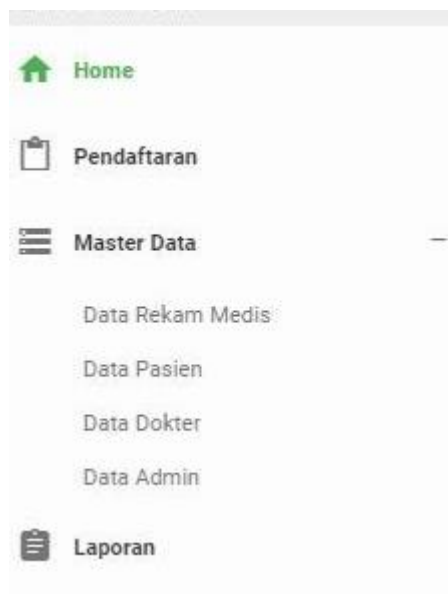 Home
Pendaftaran
Master Data
Data Rekam Medis
Data Pasien
Data Dokter
Data Admin
Laporan